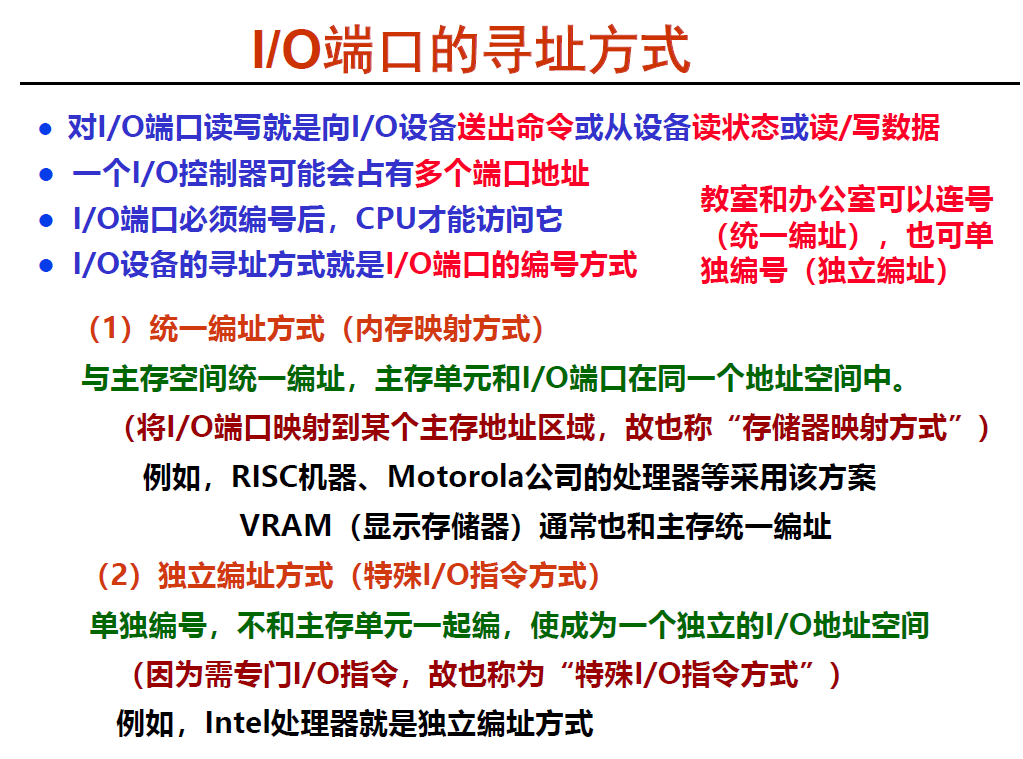 I/O端口的寻址方式
● 对I/O端口读写就是向I/O设备送出命令或从设备读状态或读/写数据
● 一个I/O控制器可能会占有多个端口地址
● I/O端口必须编号后，CPU才能访问它
● I/O设备的寻址方式就是I/O端口的编号方式
教室和办公室可以连号
（统一编址），也可单
独编号（独立编址）
（1）统一编址方式（内存映射方式）
与主存空间统一编址，主存单元和I/O端口在同一个地址空间中。
（将I/O端口映射到某个主存地址区域，故也称“存储器映射方式”）
例如，RISC机器、Motorola公司的处理器等采用该方案
VRAM（显示存储器）通常也和主存统一编址
（2）独立编址方式（特殊I/O指令方式）
单独编号，不和主存单元一起编，使成为一个独立的I/O地址空间
（因为需专门I/O指令，故也称为“特殊I/O指令方式”）
例如，Intel处理器就是独立编址方式